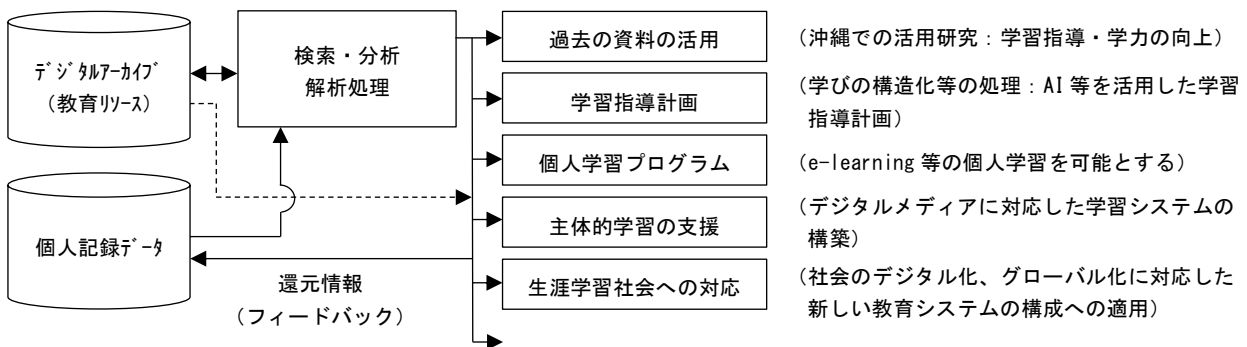 デジタルアーカイブ
（教育リソース）
検索・分析
解析処理
個人記録データ
還元情報
（フィードバック）
過去の資料の活用
（沖縄での活用研究：学習指導・学力の向上）
学習指導計画
（学びの構造化等の処理：AI 等を活用した学習
指導計画）
個人学習プログラム
（e-learning 等の個人学習を可能とする）
主体的学習の支援
（デジタルメディアに対応した学習システムの
構築）
生涯学習社会への対応
（社会のデジタル化、グローバル化に対応した
新しい教育システムの構成への適用）